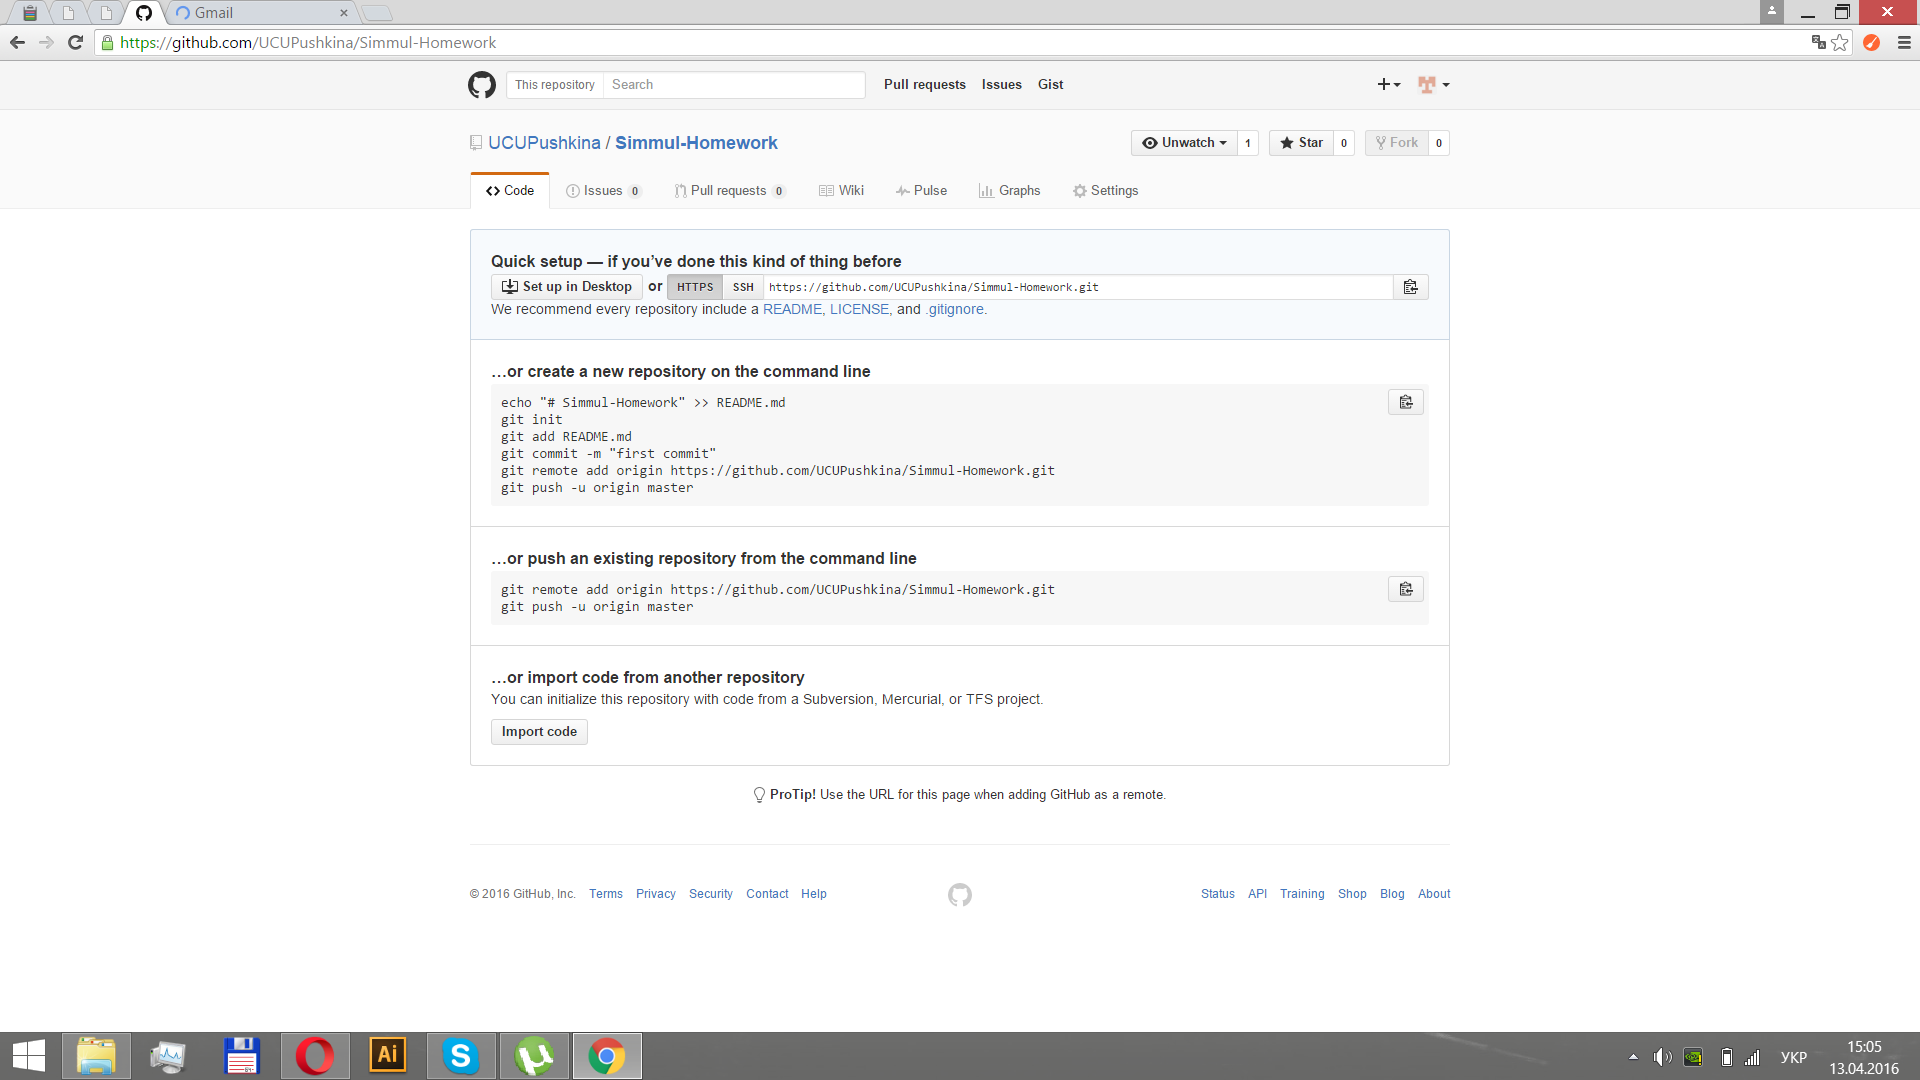 Gmail
https://github.com/UCUPushkina/Simmul-Homework
This repository Search Pull requests Issues Gist
UCUPushkina / Simmul-Homework Unwatch 1 Star 0 Fork 0
Code Issues 0 Pull requests 0 Wiki Pulse Graphs Settings
Quick setup — if you’ve done this kind of thing before
Set up in Desktop or HTTPS SSH https://github.com/UCUPushkina/Simmul-Homework.git
We recommend every repository include a README, LICENSE, and .gitignore.
…or create a new repository on the command line
echo "# Simmul-Homework" >> README.md
git init
git add README.md
git commit -m "first commit"
git remote add origin https://github.com/UCUPushkina/Simmul-Homework.git
git push -u origin master
…or push an existing repository from the command line
git remote add origin https://github.com/UCUPushkina/Simmul-Homework.git
git push -u origin master
…or import code from another repository
You can initialize this repository with code from a Subversion, Mercurial, or TFS project.
Import code
ProTip! Use the URL for this page when adding GitHub as a remote.
© 2016 GitHub, Inc. Terms Privacy Security Contact Help Status API Training Shop Blog About
Ai
УКР
15:05
13.04.2016